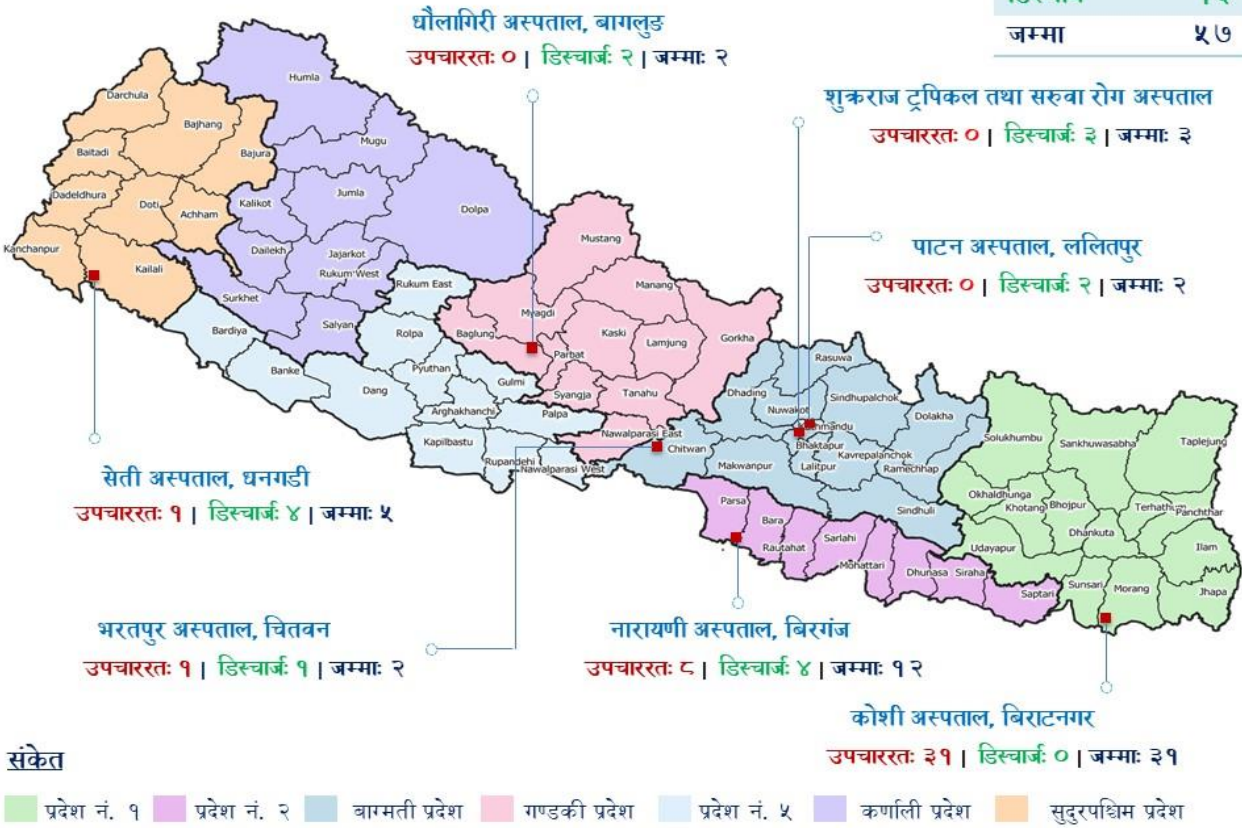 जम्मा ५७
धौलागिरी अस्पताल, बागलुङ
उपचाररतः ० | डिस्चार्जः २ | जम्माः २
शुक्रराज ट्रपिकल तथा सरुवा रोग अस्पताल
उपचाररतः ० | डिस्चार्जः ३ | जम्माः ३
पाटन अस्पताल, ललितपुर
उपचाररतः ० | डिस्चार्जः २ | जम्माः २
Humla
Darchula
Bajhang
Mugu
Baitadi
Bajura
Dadeldhura
Doti
Achham
Kalikot
Jumla
Dolpa
Kanchanpur
Kailali
Dailekh
Jajarkot
Rukum West
Rukum East
Surkhet
Salyan
Mustang
Manang
Myagdi
Baglung
Kaski
Lamjung
Gorkha
Parbat
Syangja
Tanahu
Bardiya
Banke
Rolpa
Pyuthan
Dang
Gulmi
Arghakhanchi
Palpa
Kapilbastu
Rupandehi
Nawalparasi West
Nawalparasi East
Chitwan
Rasuwa
Dhading
Nuwakot
Sindhupalchok
Dolakha
Bhaktapur
Lalitpur
Kavrepalanchok
Ramechhap
Makwanpur
Sindhuli
Solukhumbu
Sankhuwasabha
Taplejung
Okhaldhunga
Khotang
Bhojpur
Terhathum
Panchthar
Dhankuta
Udayapur
Ilam
Sunsari
Morang
Jhapa
Parsa
Bara
Rautahat
Sarlahi
Mohattari
Dhunasa
Siraha
Saptari
सेती अस्पताल, धनगडी
उपचाररतः १ | डिस्चार्जः ४ | जम्माः ५
भरतपुर अस्पताल, चितवन
उपचाररतः १ | डिस्चार्जः १ | जम्माः २
नारायणी अस्पताल, बिरगंज
उपचाररतः ८ | डिस्चार्जः ४ | जम्माः १२
कोशी अस्पताल, बिराटनगर
उपचाररतः ३१ | डिस्चार्जः ० | जम्माः ३१
संकेत
प्रदेश नं. १ प्रदेश नं. २ बाग्मती प्रदेश गण्डकी प्रदेश प्रदेश नं. ५ कर्णाली प्रदेश सुदुरपश्चिम प्रदेश